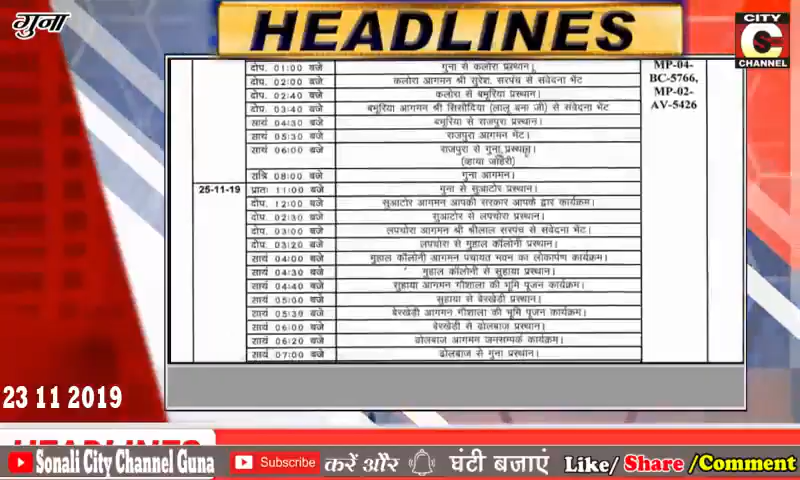 गुना
HEADLINES
CITY
CHANNEL
दोप. 01:00 बजे गुना से कलोरा प्रस्थान। MP-04-
दोप. 02:00 बजे कलोरा आगमन श्री सुरेश, सरपंच से संवेदना भेंट BC-5766,
दोप. 02:40 बजे कलोरा से बमूरिया प्रस्थान। MP-02-
दोप. 03:40 बजे बमूरिया आगमन श्री सिसोदिया (लालू बना जी) से संवेदना भेंट AV-5426
सायं 04:30 बजे बमूरिया से राजपुरा प्रस्थान।
सायं 05:30 बजे राजपुरा आगमन भेंट।
सायं 06:00 बजे राजपुरा से गुना प्रस्थान।
(व्हाया जोहरी)
रात्रि 08:00 बजे गुना आगमन।
25-11-19 प्रातः 11:00 बजे गुना से सुआटोर प्रस्थान।
दोप. 12:00 बजे सुआटोर आगमन आपकी सरकार आपके द्वार कार्यक्रम।
दोप. 02:30 बजे सुआटोर से लपचोरा प्रस्थान।
दोप. 03:00 बजे लपचोरा आगमन श्री श्रीलाल सरपंच से संवेदना भेंट।
दोप. 03:20 बजे लपचोरा से गुहाल कॉलोनी प्रस्थान।
सायं 04:00 बजे गुहाल कॉलोनी आगमन पंचायत भवन का लोकार्पण कार्यक्रम।
सायं 04:30 बजे गुहाल कॉलोनी से सुहाया प्रस्थान।
सायं 04:40 बजे सुहाया आगमन गौशाला की भूमि पूजन कार्यक्रम।
सायं 05:00 बजे सुहाया से बेरखेड़ी प्रस्थान।
सायं 05:30 बजे बेरखेड़ी आगमन गौशाला की भूमि पूजन कार्यक्रम।
सायं 06:00 बजे बेरखेड़ी से ढोलबाज प्रस्थान।
सायं 06:20 बजे ढोलबाज आगमन जनसम्पर्क कार्यक्रम।
सायं 07:00 बजे ढोलबाज से गुना प्रस्थान।
23 11 2019
HEADLINES
Sonali City Channel Guna Subscribe करें और घंटी बजाएं Like/ Share /Comment